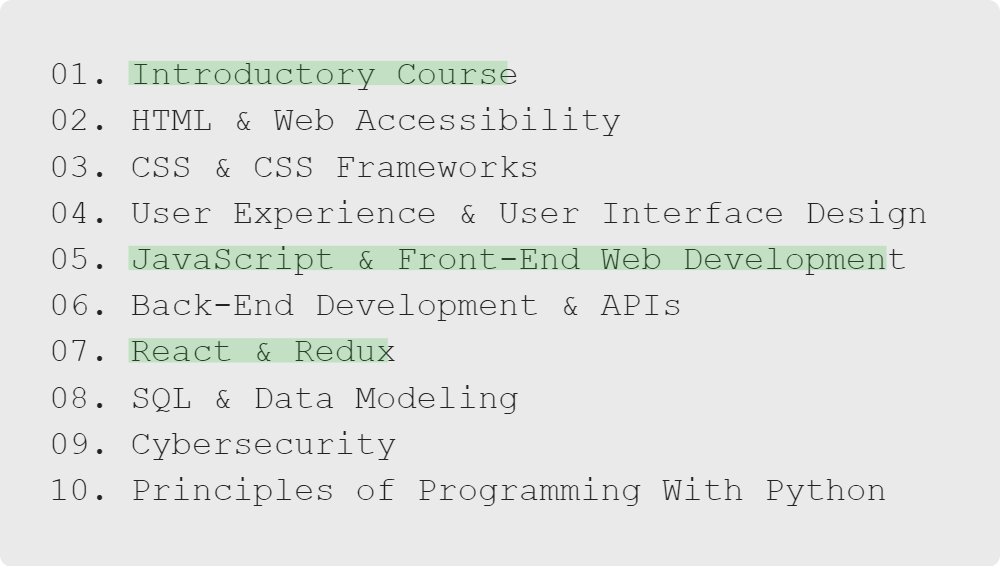 01. Introductory Course
02. HTML & Web Accessibility
03. CSS & CSS Frameworks
04. User Experience & User Interface Design
05. JavaScript & Front-End Web Development
06. Back-End Development & APIs
07. React & Redux
08. SQL & Data Modeling
09. Cybersecurity
10. Principles of Programming With Python